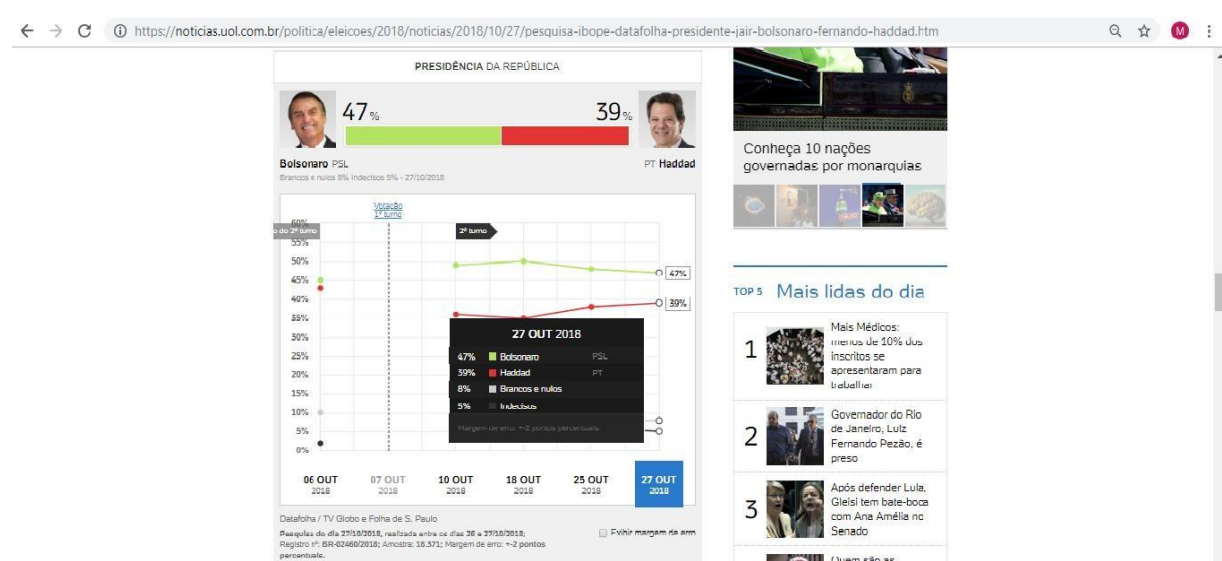 https://noticias.uol.com.br/politica/eleicoes/2018/noticias/2018/10/27/pesquisa-ibope-datafolha-presidente-jair-bolsonaro-fernando-haddad.htm
M
PRESIDÊNCIA DA REPÚBLICA
47%
39%
Bolsonaro PSL
PT Haddad
Brancos e nulos 8% Indecisos 5% - 27/10/2018
Votação
1º turno
60%
o do 2º turno
2º turno
55%
50%
45%
40%
35%
30%
25%
20%
15%
10%
5%
0%
47%
39%
27 OUT 2018
47% Bolsonaro PSL
39% Haddad PT
8% Brancos e nulos
5% Indecisos
Margem de erro: +-2 pontos percentuais.
06 OUT
2018
07 OUT
2018
10 OUT
2018
18 OUT
2018
25 OUT
2018
27 OUT
2018
Datafolha / TV Globo e Folha de S. Paulo
Pesquisa do dia 27/10/2018, realizada entre os dias 26 e 27/10/2018;
Registro nº: BR-02460/2018; Amostra: 18.371; Margem de erro: +-2 pontos
percentuais.
Exibir margem de erro
Conheça 10 nações
governadas por monarquias
TOP 5 Mais lidas do dia
1
Mais Médicos:
menos de 10% dos
inscritos se
apresentaram para
trabalhar
2
Governador do Rio
de Janeiro, Luiz
Fernando Pezão, é
preso
3
Após defender Lula,
Gleisi tem bate-boca
com Ana Amélia no
Senado
Quem são as